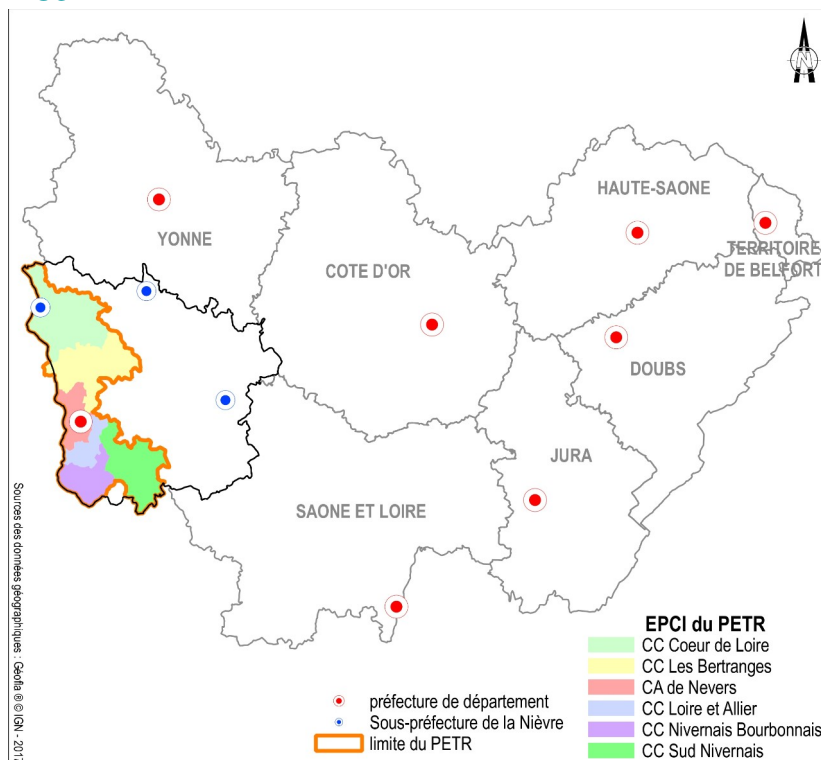 N
HAUTE-SAONE
YONNE
COTE D'OR
TERRITOIRE
DE BELFORT
DOUBS
JURA
SAONE ET LOIRE
Sources des données géographiques : Géofla ® © IGN - 2017
EPCI du PETR
CC Coeur de Loire
CC Les Bertranges
CA de Nevers
CC Loire et Allier
CC Nivernais Bourbonnais
CC Sud Nivernais
préfecture de département
Sous-préfecture de la Nièvre
limite du PETR